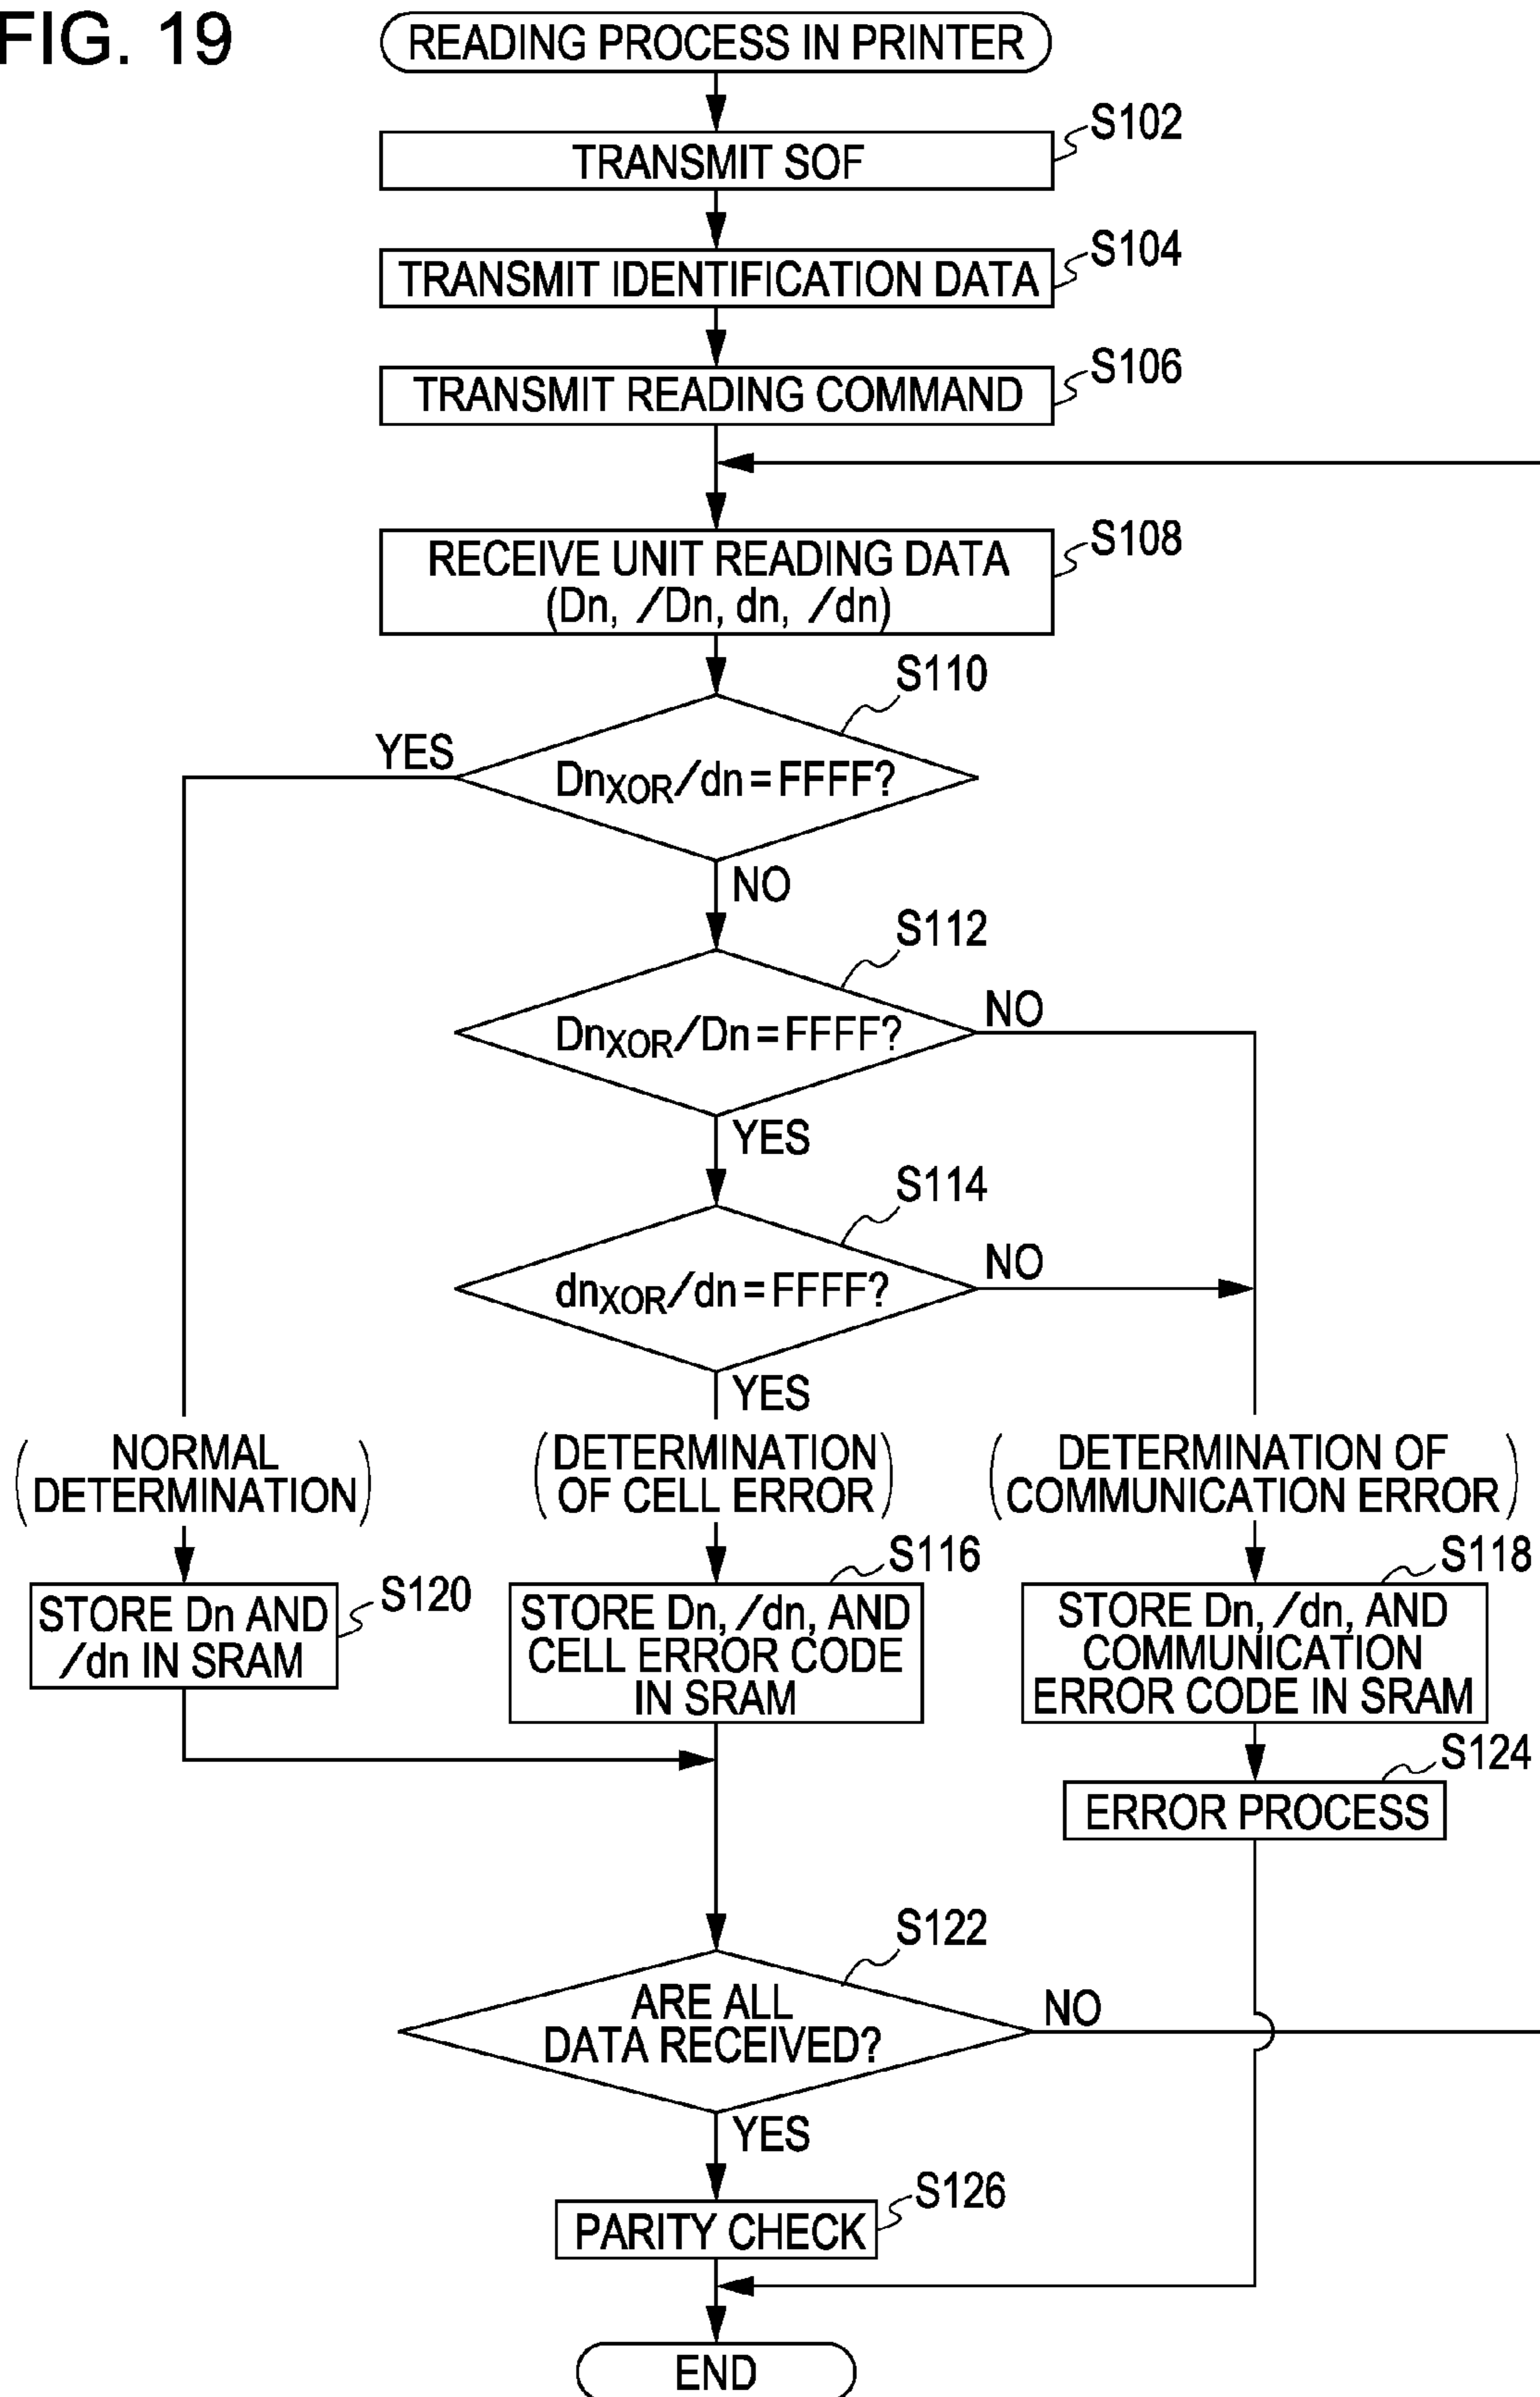 FIG. 19
READING PROCESS IN PRINTER
S102
TRANSMIT SOF
S104
TRANSMIT IDENTIFICATION DATA
S106
TRANSMIT READING COMMAND
S108
RECEIVE UNIT READING DATA
(Dn, /Dn, dn, /dn)
S110
YES
DnXOR/dn=FFFF?
NO
S112
DnXOR/Dn=FFFF?
NO
YES
S114
dnXOR/dn=FFFF?
NO
YES
(NORMAL
DETERMINATION)
(DETERMINATION
OF CELL ERROR)
(DETERMINATION OF
COMMUNICATION ERROR)
S120
STORE Dn AND
/dn IN SRAM
S116
STORE Dn, /dn, AND
CELL ERROR CODE
IN SRAM
S118
STORE Dn, /dn, AND
COMMUNICATION
ERROR CODE IN SRAM
S124
ERROR PROCESS
S122
ARE ALL
DATA RECEIVED?
NO
YES
S126
PARITY CHECK
END